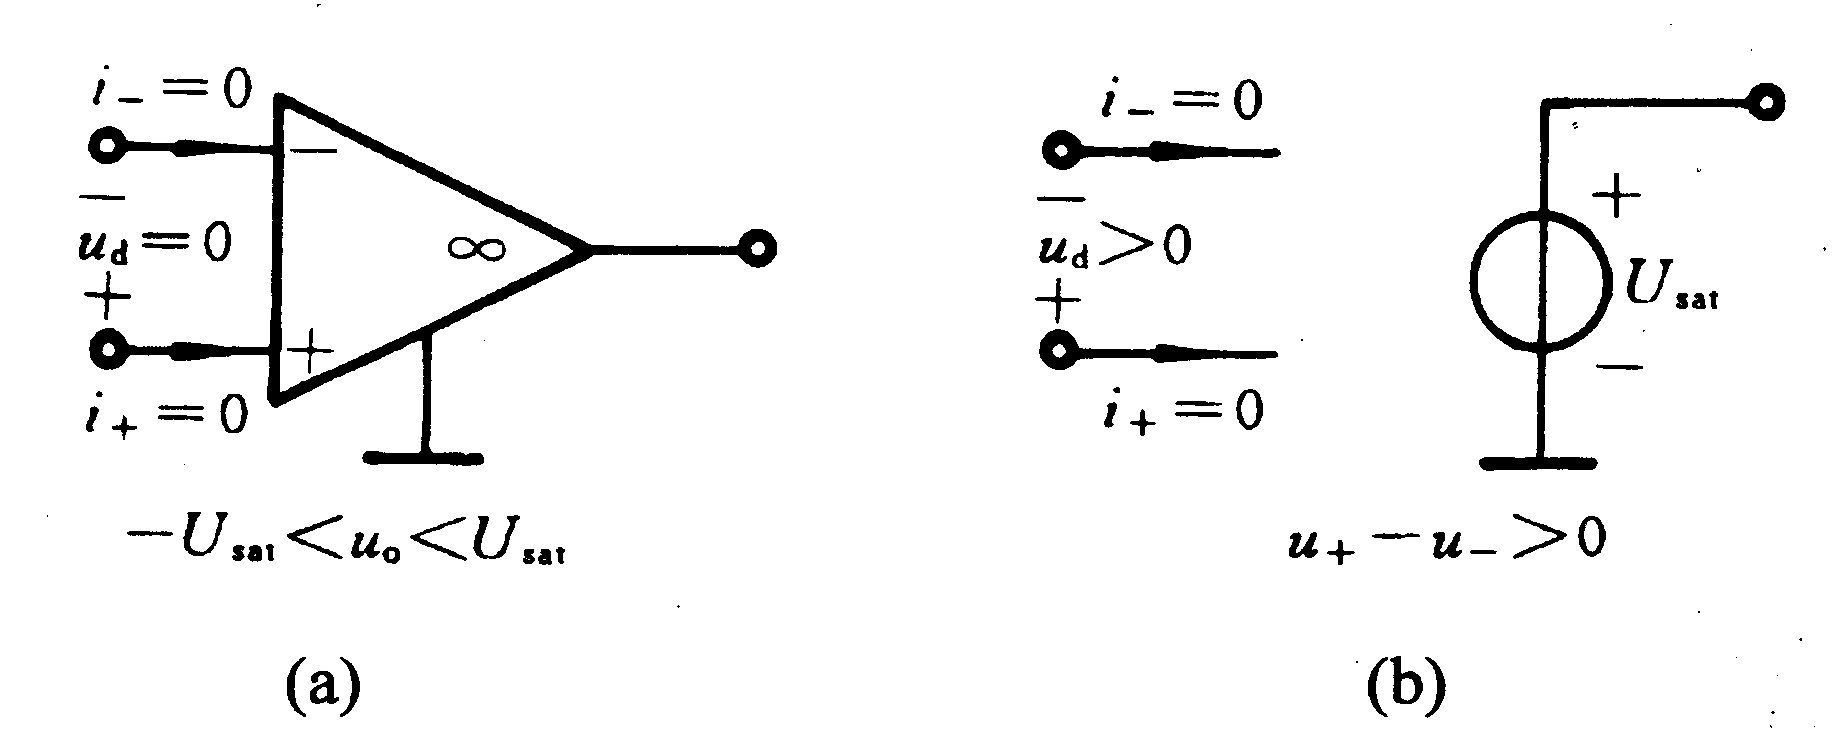 i₋ = 0
−
−
u_d = 0
∞
+
+
i₊ = 0
−U_sat < u_o < U_sat
(a)
i₋ = 0
−
u_d > 0
+
i₊ = 0
+
U_sat
−
u₊ − u₋ > 0
(b)